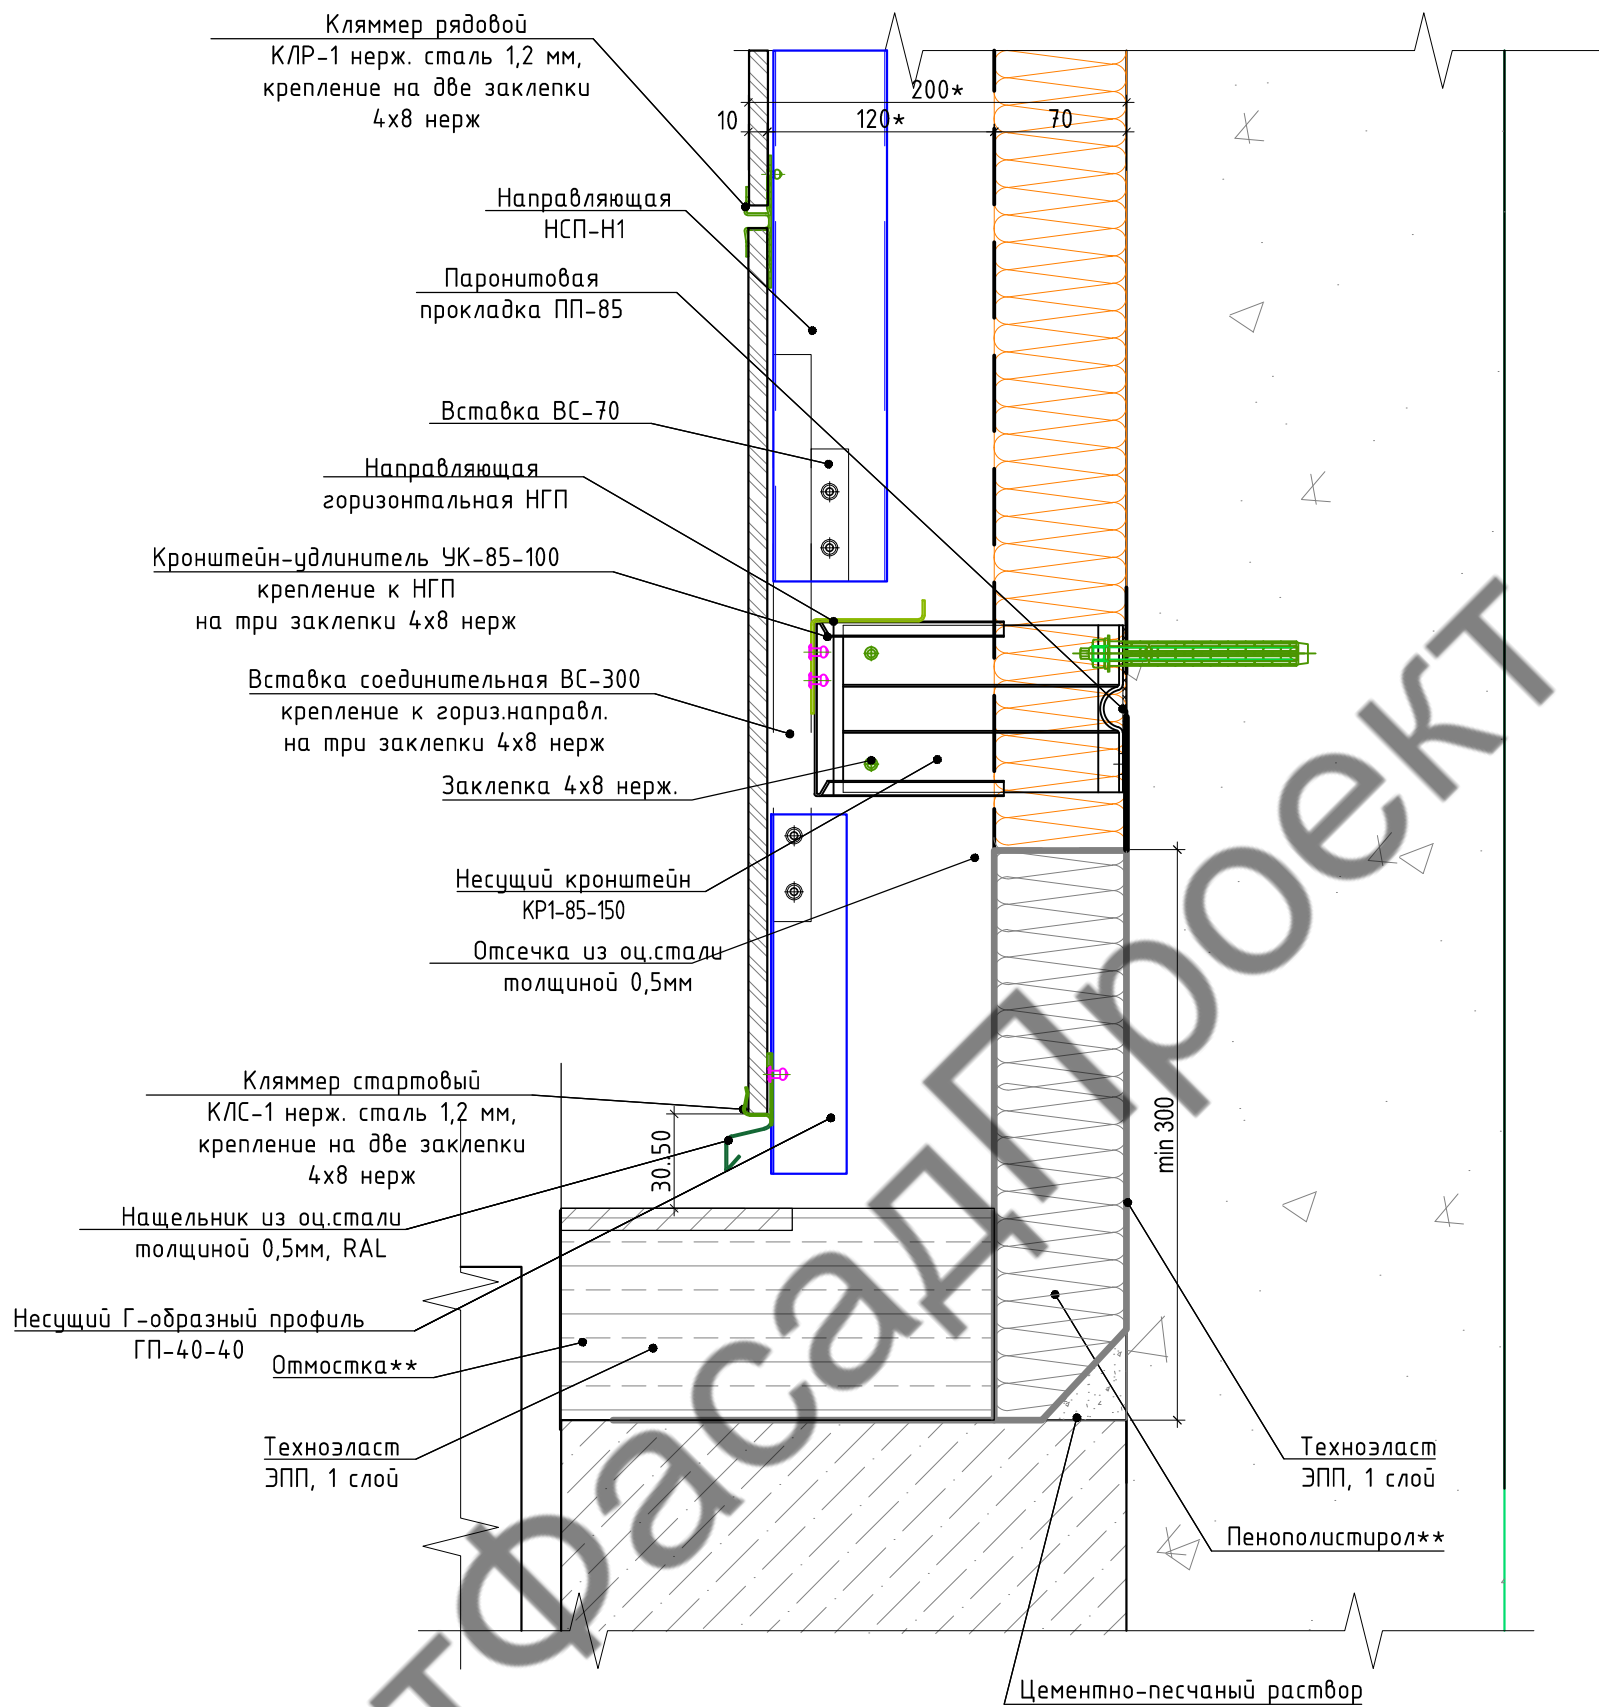 Кляммер рядовой
КЛР-1 нерж. сталь 1,2 мм,
крепление на две заклепки
4х8 нерж
200*
10
120*
70
Направляющая
НСП-Н1
Паронитовая
прокладка ПП-85
Вставка ВС-70
Направляющая
горизонтальная НГП
Кронштейн-удлинитель УК-85-100
крепление к НГП
на три заклепки 4х8 нерж
Вставка соединительная ВС-300
крепление к гориз.направл.
на три заклепки 4х8 нерж
Заклепка 4х8 нерж.
Несущий кронштейн
КР1-85-150
Отсечка из оц.стали
толщиной 0,5мм
Кляммер стартовый
КЛС-1 нерж. сталь 1,2 мм,
крепление на две заклепки
4х8 нерж
30..50
min 300
Нащельник из оц.стали
толщиной 0,5мм, RAL
Несущий Г-образный профиль
ГП-40-40
Отмостка**
Техноэласт
ЭПП, 1 слой
Техноэласт
ЭПП, 1 слой
Пенополистирол**
Цементно-песчаный раствор
тФасадПроект